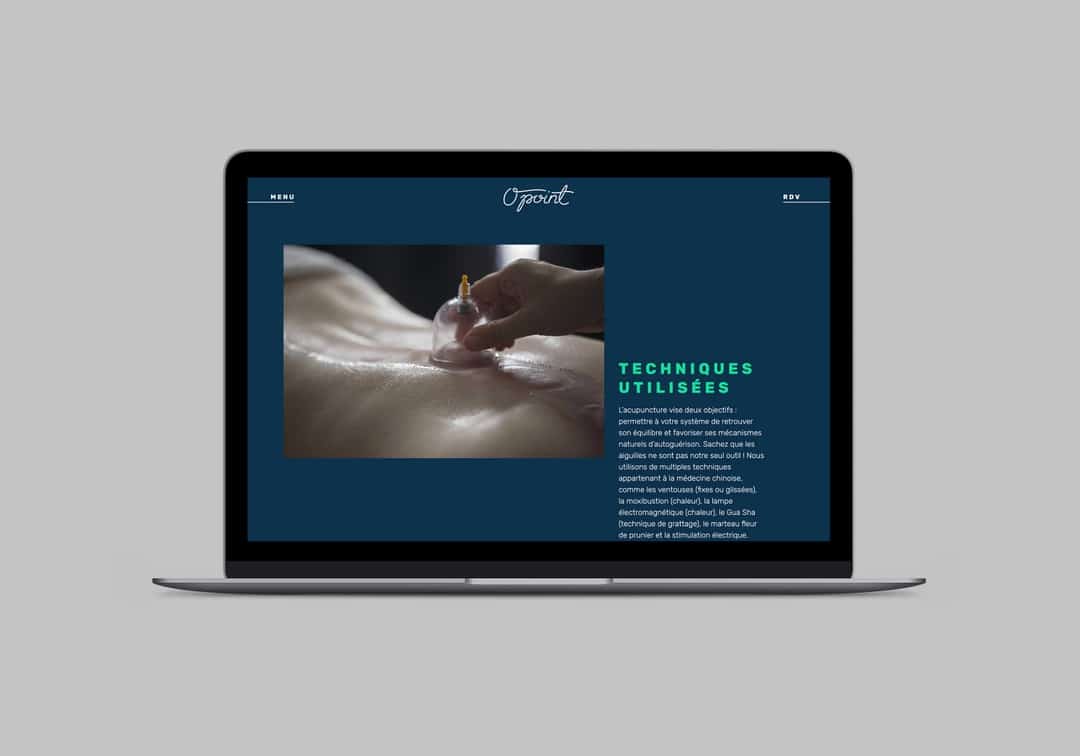 MENU
O'point
RDV
TECHNIQUES
UTILISÉES
L'acupuncture vise deux objectifs :
permettre à votre système de retrouver
son équilibre et favoriser ses mécanismes
naturels d'autoguérison. Sachez que les
aiguilles ne sont pas notre seul outil ! Nous
utilisons de multiples techniques
appartenant à la médecine chinoise,
comme les ventouses (fixes ou glissées),
la moxibustion (chaleur), la lampe
électromagnétique (chaleur), le Gua Sha
(technique de grattage), le marteau fleur
de prunier et la stimulation électrique.